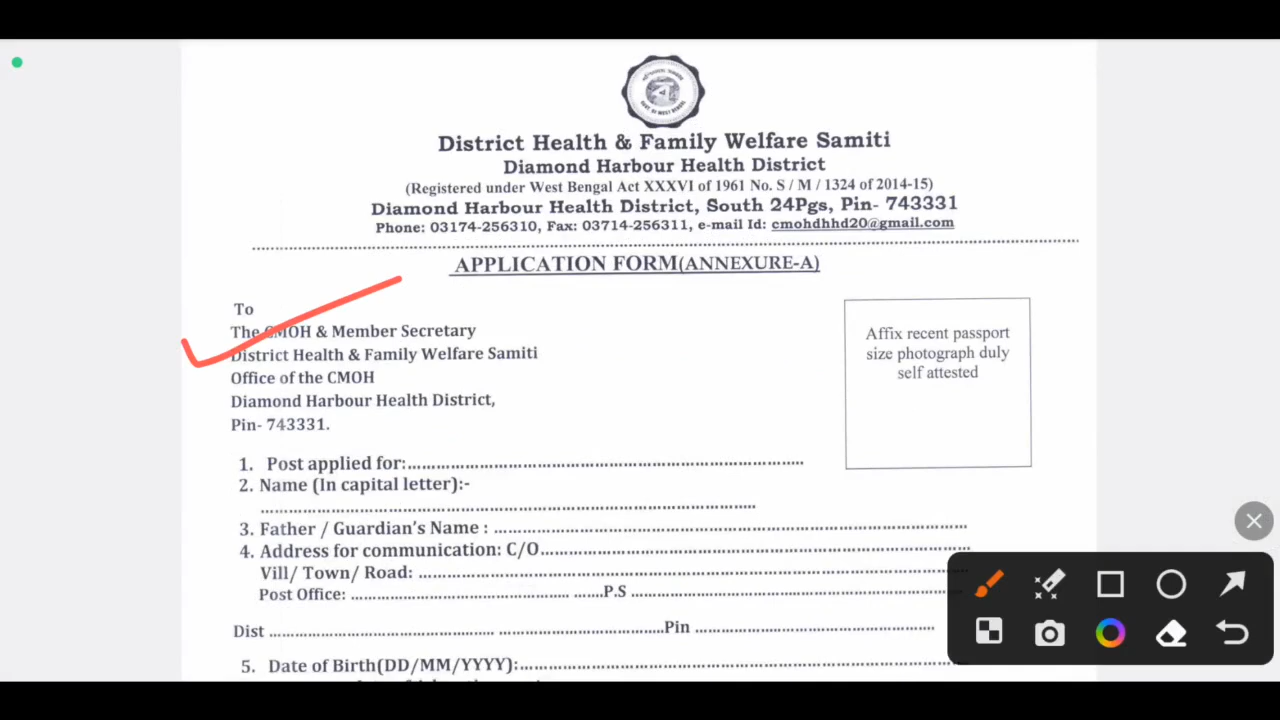 GOVT. OF WEST BENGAL
District Health & Family Welfare Samiti
Diamond Harbour Health District
(Registered under West Bengal Act XXXVI of 1961 No. S / M / 1324 of 2014-15)
Diamond Harbour Health District, South 24Pgs, Pin- 743331
Phone: 03174-256310, Fax: 03714-256311, e-mail Id: cmohdhhd20@gmail.com
APPLICATION FORM(ANNEXURE-A)
To
The CMOH & Member Secretary
District Health & Family Welfare Samiti
Office of the CMOH
Diamond Harbour Health District,
Pin- 743331.
Affix recent passport
size photograph duly
self attested
1. Post applied for:
2. Name (In capital letter):-
3. Father / Guardian's Name :
4. Address for communication: C/O
Vill/ Town/ Road:
Post Office: P.S
Dist Pin
5. Date of Birth(DD/MM/YYYY):